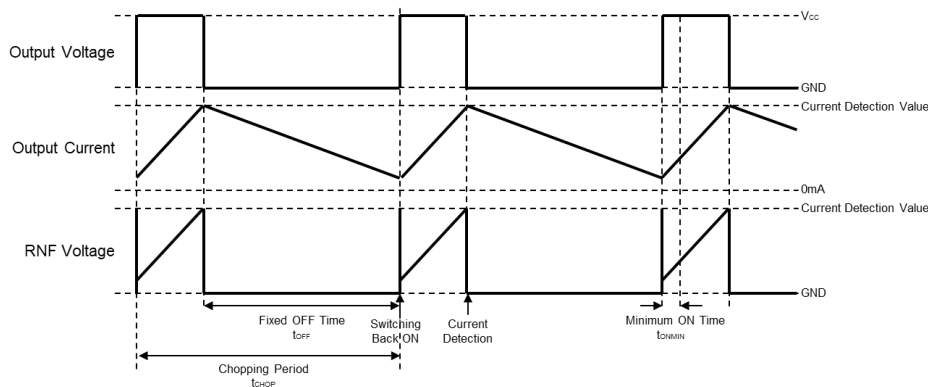 Vcc
Output Voltage
GND
Current Detection Value
Output Current
0mA
Current Detection Value
RNF Voltage
GND
Fixed OFF Time
tOFF
Switching
Back ON
Current
Detection
Minimum ON Time
tONMIN
Chopping Period
tCHOP